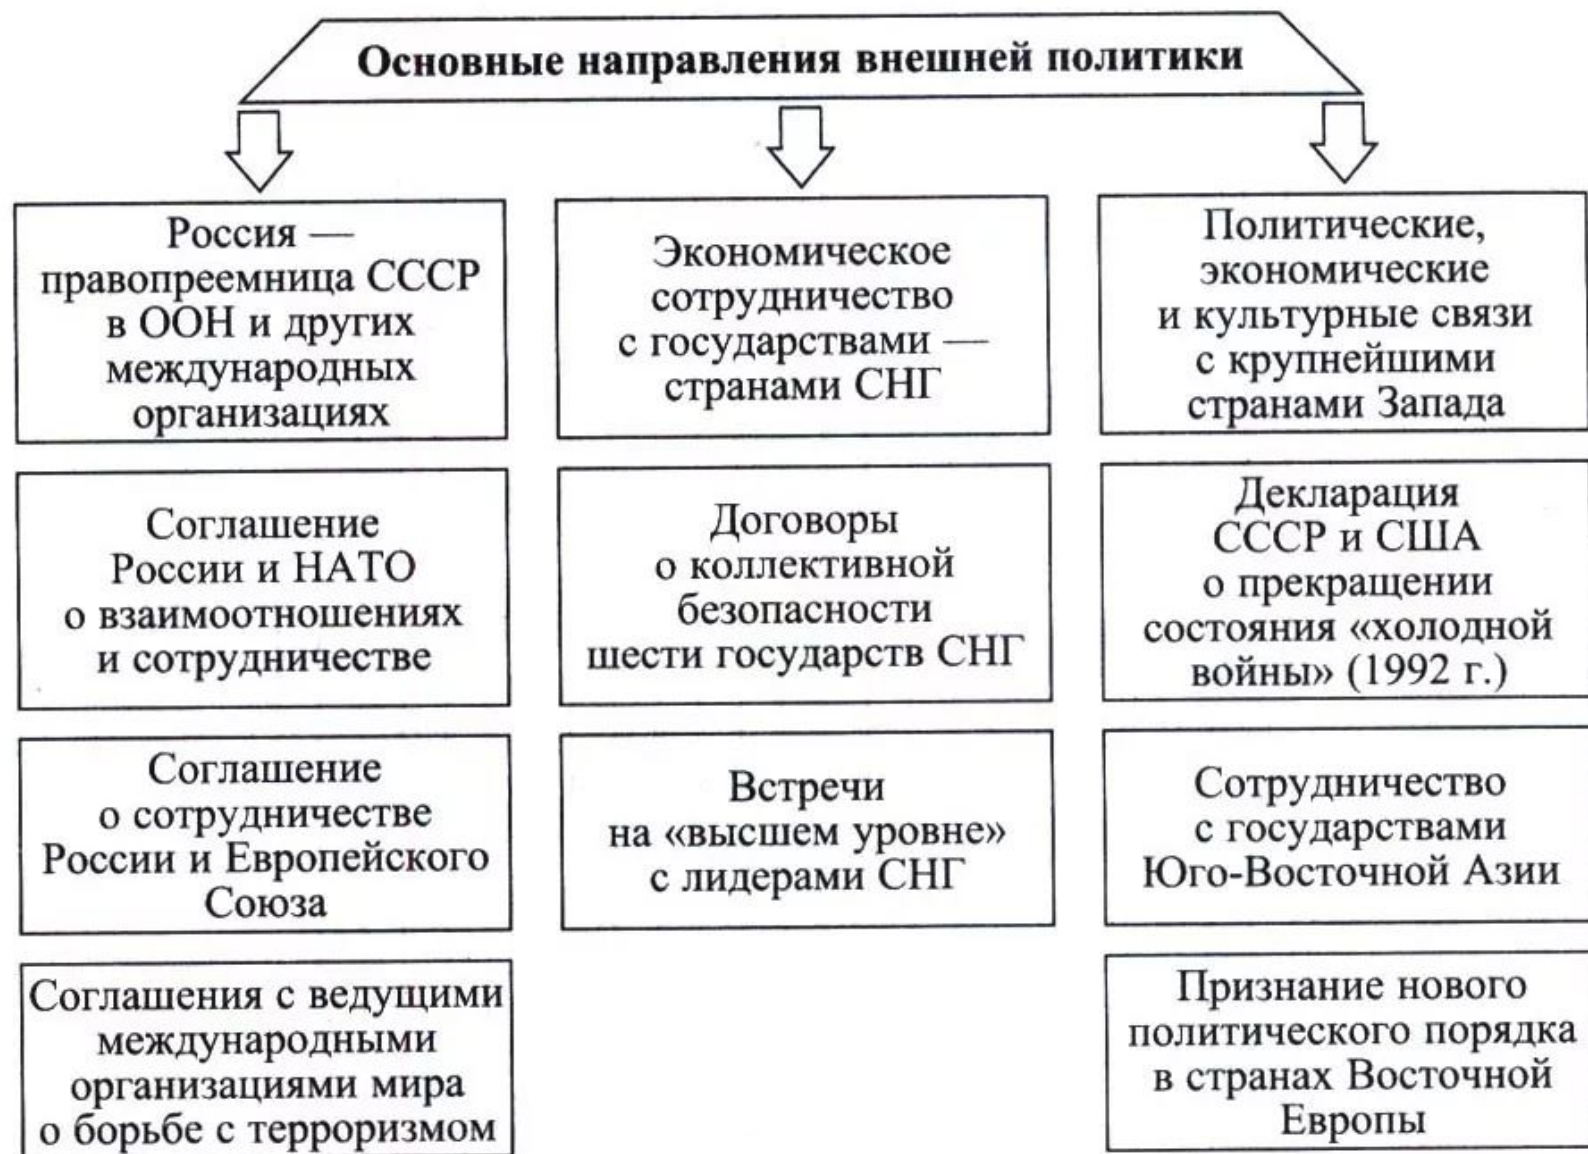 Основные направления внешней политики
Россия —
правопреемница СССР
в ООН и других
международных
организациях
Соглашение
России и НАТО
о взаимоотношениях
и сотрудничестве
Соглашение
о сотрудничестве
России и Европейского
Союза
Соглашения с ведущими
международными
организациями мира
о борьбе с терроризмом
Экономическое
сотрудничество
с государствами —
странами СНГ
Договоры
о коллективной
безопасности
шести государств СНГ
Встречи
на «высшем уровне»
с лидерами СНГ
Политические,
экономические
и культурные связи
с крупнейшими
странами Запада
Декларация
СССР и США
о прекращении
состояния «холодной
войны» (1992 г.)
Сотрудничество
с государствами
Юго-Восточной Азии
Признание нового
политического порядка
в странах Восточной
Европы